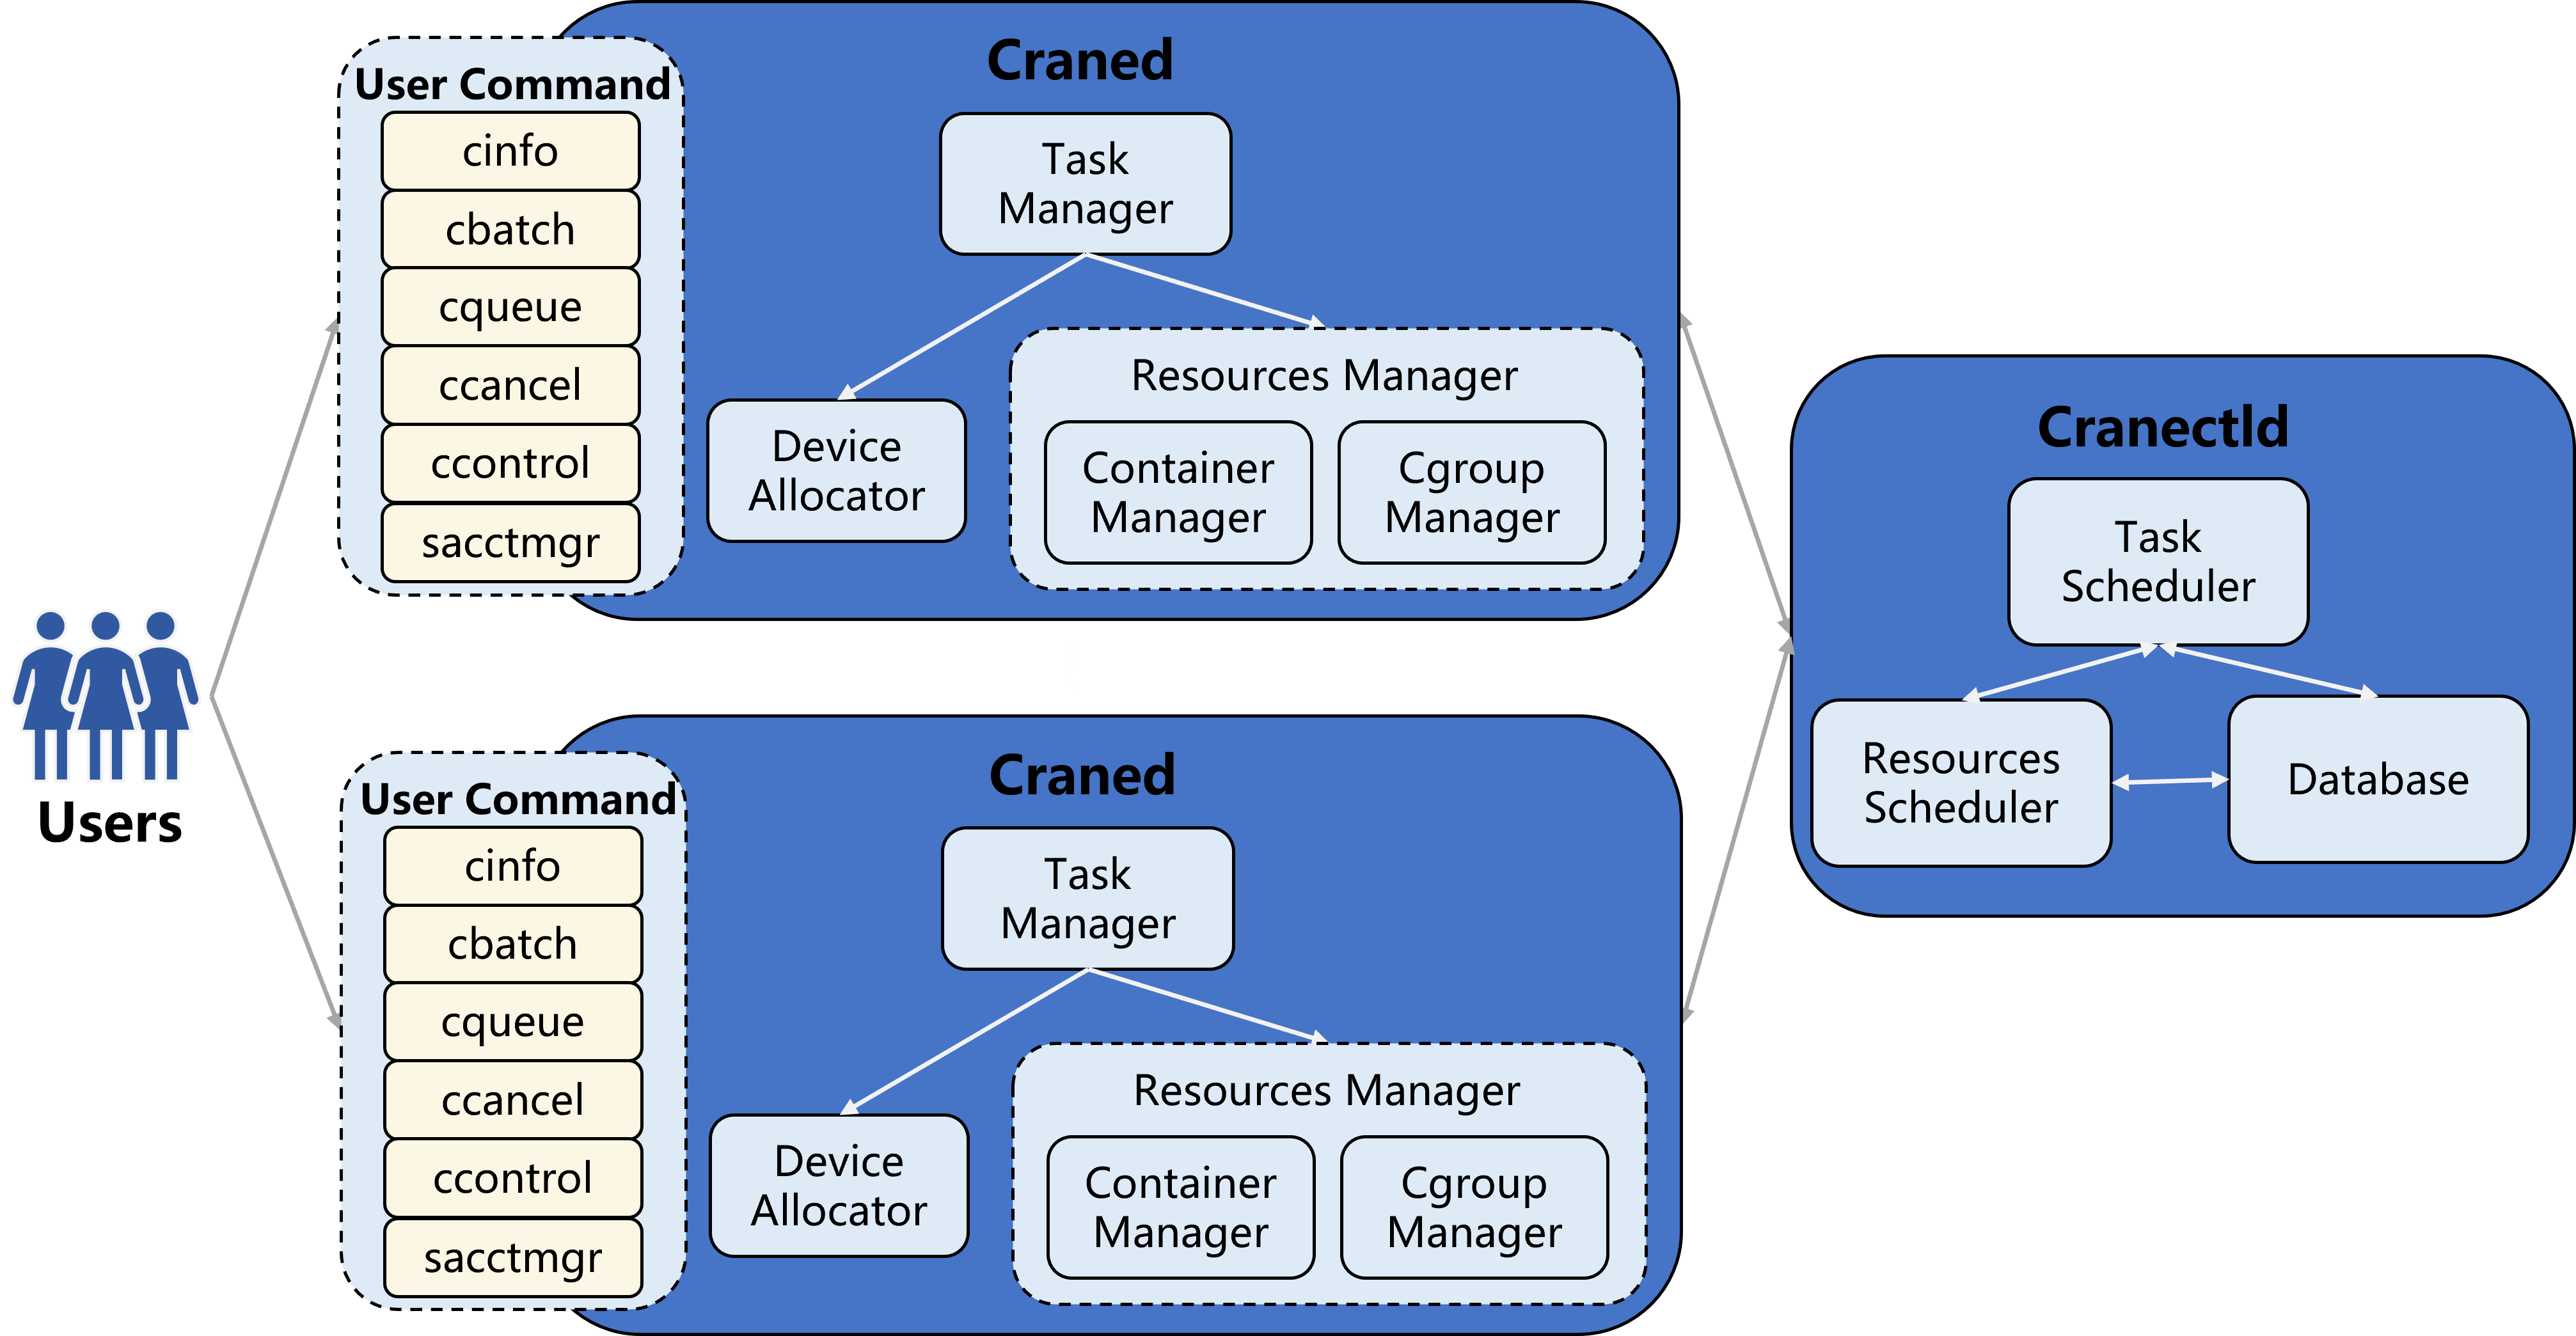 Users
User Command
cinfo
cbatch
cqueue
ccancel
ccontrol
sacctmgr
Craned
Task
Manager
Device
Allocator
Resources Manager
Container
Manager
Cgroup
Manager
User Command
cinfo
cbatch
cqueue
ccancel
ccontrol
sacctmgr
Craned
Task
Manager
Device
Allocator
Resources Manager
Container
Manager
Cgroup
Manager
Cranectld
Task
Scheduler
Resources
Scheduler
Database